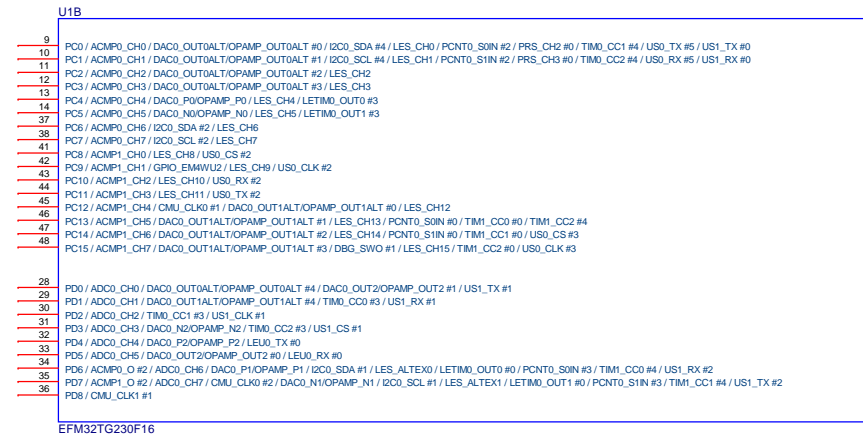 U1B
9 PC0 / ACMP0_CH0 / DAC0_OUT0ALT/OPAMP_OUT0ALT #0 / I2C0_SDA #4 / LES_CH0 / PCNT0_S0IN #2 / PRS_CH2 #0 / TIM0_CC1 #4 / US0_TX #5 / US1_TX #0
10 PC1 / ACMP0_CH1 / DAC0_OUT0ALT/OPAMP_OUT0ALT #1 / I2C0_SCL #4 / LES_CH1 / PCNT0_S1IN #2 / PRS_CH3 #0 / TIM0_CC2 #4 / US0_RX #5 / US1_RX #0
11 PC2 / ACMP0_CH2 / DAC0_OUT0ALT/OPAMP_OUT0ALT #2 / LES_CH2
12 PC3 / ACMP0_CH3 / DAC0_OUT0ALT/OPAMP_OUT0ALT #3 / LES_CH3
13 PC4 / ACMP0_CH4 / DAC0_P0/OPAMP_P0 / LES_CH4 / LETIM0_OUT0 #3
14 PC5 / ACMP0_CH5 / DAC0_N0/OPAMP_N0 / LES_CH5 / LETIM0_OUT1 #3
37 PC6 / ACMP0_CH6 / I2C0_SDA #2 / LES_CH6
38 PC7 / ACMP0_CH7 / I2C0_SCL #2 / LES_CH7
41 PC8 / ACMP1_CH0 / LES_CH8 / US0_CS #2
42 PC9 / ACMP1_CH1 / GPIO_EM4WU2 / LES_CH9 / US0_CLK #2
43 PC10 / ACMP1_CH2 / LES_CH10 / US0_RX #2
44 PC11 / ACMP1_CH3 / LES_CH11 / US0_TX #2
45 PC12 / ACMP1_CH4 / CMU_CLK0 #1 / DAC0_OUT1ALT/OPAMP_OUT1ALT #0 / LES_CH12
46 PC13 / ACMP1_CH5 / DAC0_OUT1ALT/OPAMP_OUT1ALT #1 / LES_CH13 / PCNT0_S0IN #0 / TIM1_CC0 #0 / TIM1_CC2 #4
47 PC14 / ACMP1_CH6 / DAC0_OUT1ALT/OPAMP_OUT1ALT #2 / LES_CH14 / PCNT0_S1IN #0 / TIM1_CC1 #0 / US0_CS #3
48 PC15 / ACMP1_CH7 / DAC0_OUT1ALT/OPAMP_OUT1ALT #3 / DBG_SWO #1 / LES_CH15 / TIM1_CC2 #0 / US0_CLK #3
28 PD0 / ADC0_CH0 / DAC0_OUT0ALT/OPAMP_OUT0ALT #4 / DAC0_OUT2/OPAMP_OUT2 #1 / US1_TX #1
29 PD1 / ADC0_CH1 / DAC0_OUT1ALT/OPAMP_OUT1ALT #4 / TIM0_CC0 #3 / US1_RX #1
30 PD2 / ADC0_CH2 / TIM0_CC1 #3 / US1_CLK #1
31 PD3 / ADC0_CH3 / DAC0_N2/OPAMP_N2 / TIM0_CC2 #3 / US1_CS #1
32 PD4 / ADC0_CH4 / DAC0_P2/OPAMP_P2 / LEU0_TX #0
33 PD5 / ADC0_CH5 / DAC0_OUT2/OPAMP_OUT2 #0 / LEU0_RX #0
34 PD6 / ACMP0_O #2 / ADC0_CH6 / DAC0_P1/OPAMP_P1 / I2C0_SDA #1 / LES_ALTEX0 / LETIM0_OUT0 #0 / PCNT0_S0IN #3 / TIM1_CC0 #4 / US1_RX #2
35 PD7 / ACMP1_O #2 / ADC0_CH7 / CMU_CLK0 #2 / DAC0_N1/OPAMP_N1 / I2C0_SCL #1 / LES_ALTEX1 / LETIM0_OUT1 #0 / PCNT0_S1IN #3 / TIM1_CC1 #4 / US1_TX #2
36 PD8 / CMU_CLK1 #1
EFM32TG230F16